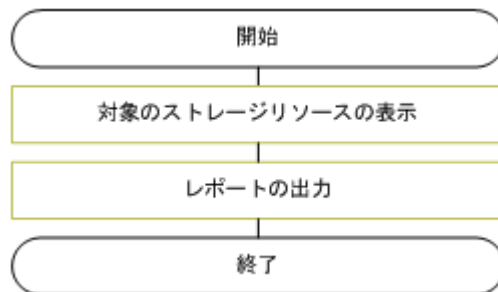 開始
対象のストレージリソースの表示
レポートの出力
終了